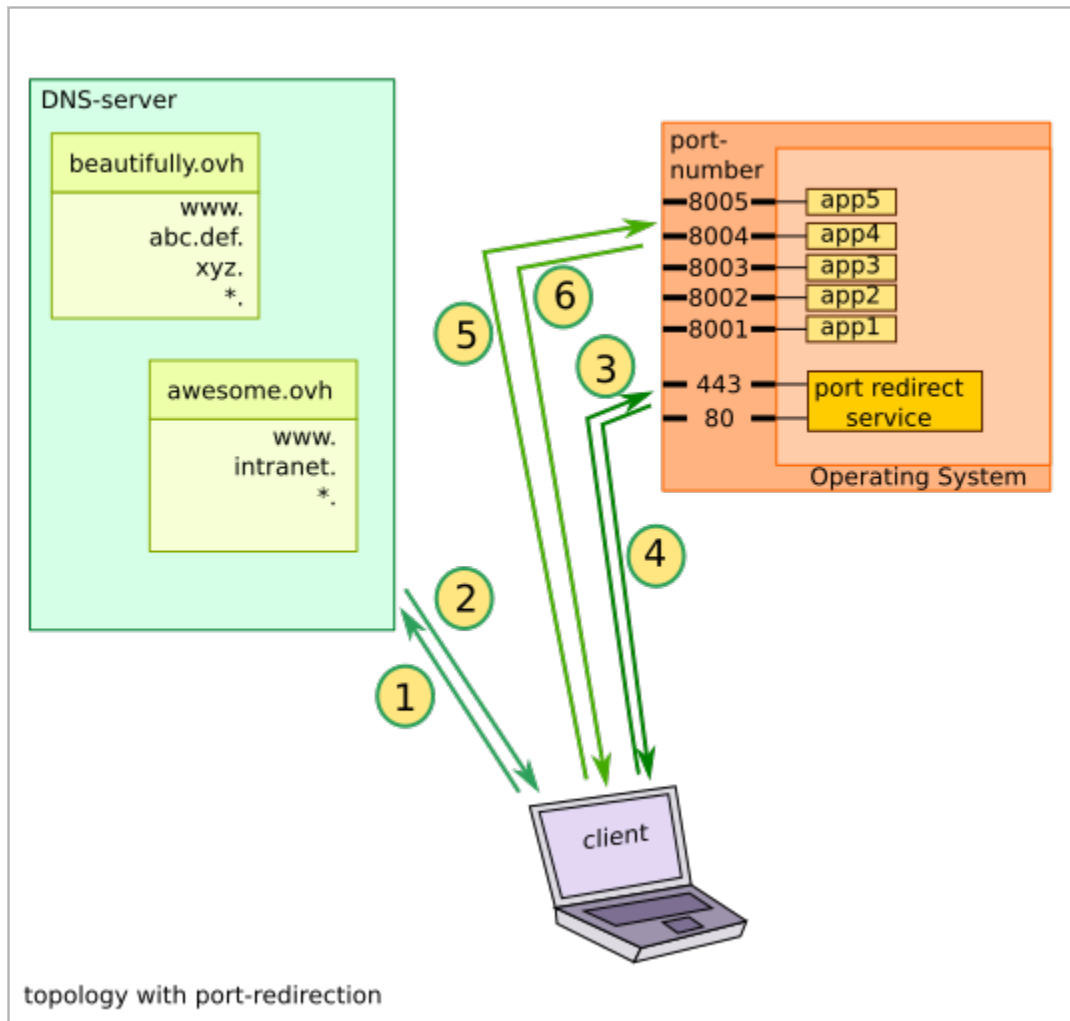 DNS-server
beautifully.ovh
www.
abc.def.
xyz.
*.
awesome.ovh
www.
intranet.
*.
port-
number
8005 app5
8004 app4
8003 app3
8002 app2
8001 app1
443
80
port redirect
service
Operating System
5
6
3
4
2
1
client
topology with port-redirection